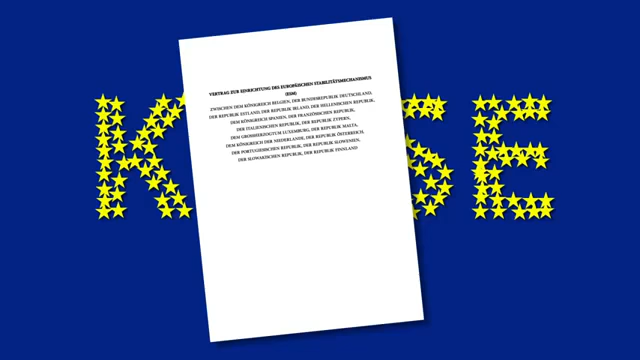 VERTRAG ZUR EINRICHTUNG DES EUROPÄISCHEN STABILITÄTSMECHANISMUS
(ESM)
ZWISCHEN DEM KÖNIGREICH BELGIEN, DER BUNDESREPUBLIK DEUTSCHLAND,
DER REPUBLIK ESTLAND, DER REPUBLIK IRLAND, DER HELLENISCHEN REPUBLIK,
DEM KÖNIGREICH SPANIEN, DER FRANZÖSISCHEN REPUBLIK,
DER ITALIENISCHEN REPUBLIK, DER REPUBLIK ZYPERN,
DEM GROSSHERZOGTUM LUXEMBURG, DER REPUBLIK MALTA,
DEM KÖNIGREICH DER NIEDERLANDE, DER REPUBLIK ÖSTERREICH,
DER PORTUGIESISCHEN REPUBLIK, DER REPUBLIK SLOWENIEN,
DER SLOWAKISCHEN REPUBLIK, DER REPUBLIK FINNLAND
K SE